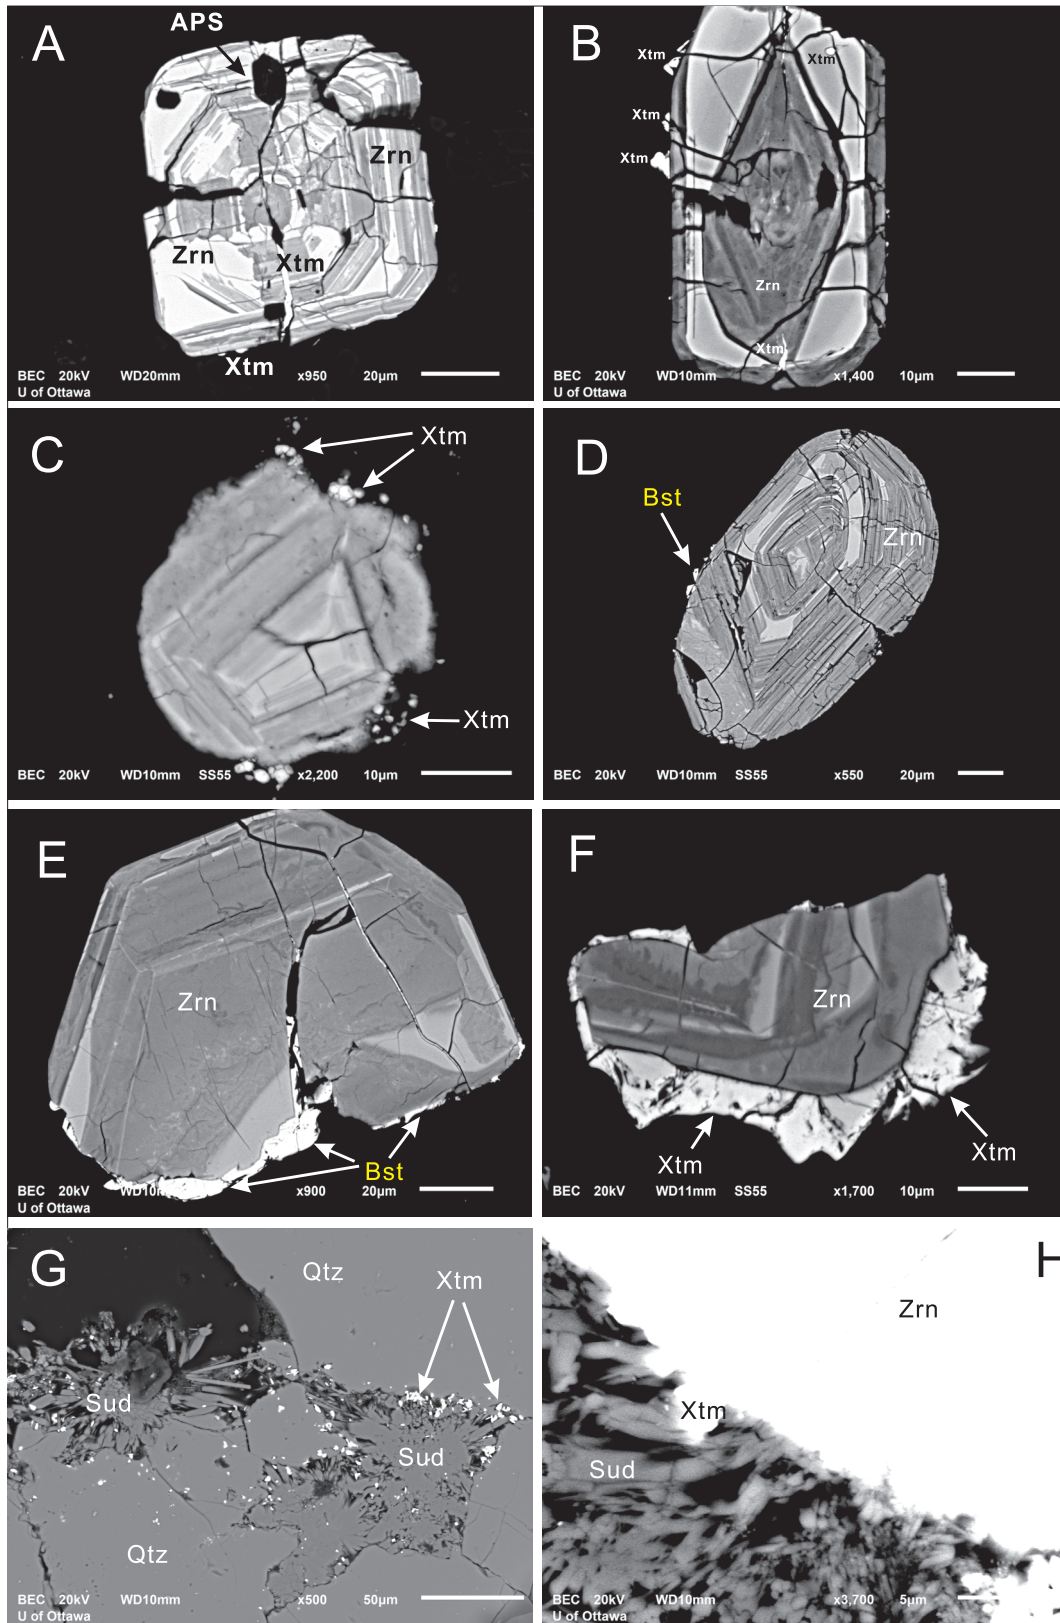 A
APS
Zrn
Zrn
Xtm
Xtm
BEC 20kV WD20mm x950 20µm
U of Ottawa
B
Xtm
Xtm
Xtm
Xtm
Zrn
Xtm
BEC 20kV WD10mm x1,400 10µm
U of Ottawa
C
Xtm
Xtm
BEC 20kV WD10mm SS55 x2,200 10µm
D
Bst
Zrn
BEC 20kV WD10mm SS55 x550 20µm
E
Zrn
Bst
BEC 20kV WD10mm x900 20µm
U of Ottawa
F
Zrn
Xtm
Xtm
BEC 20kV WD11mm SS55 x1,700 10µm
G
Qtz
Xtm
Sud
Sud
Qtz
BEC 20kV WD10mm x500 50µm
U of Ottawa
H
Zrn
Xtm
Sud
BEC 20kV WD10mm x3,700 5µm
U of Ottawa